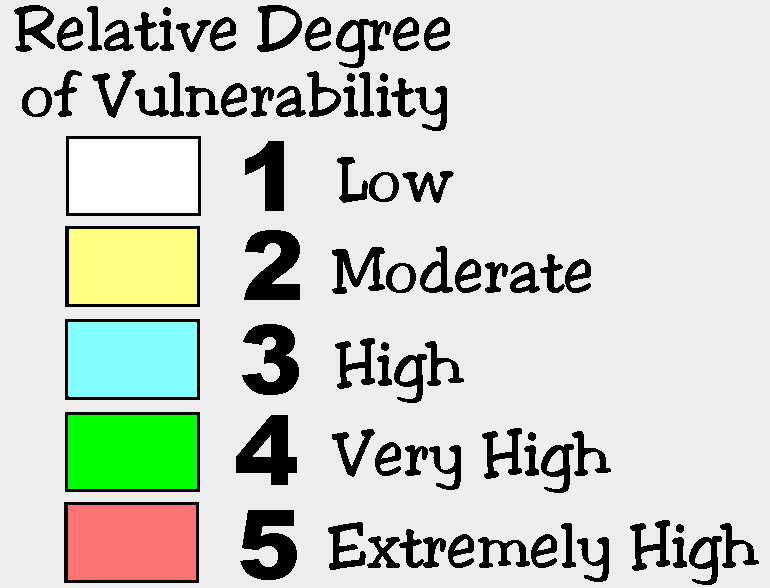 Relative Degree
of Vulnerability
1 Low
2 Moderate
3 High
4 Very High
5 Extremely High